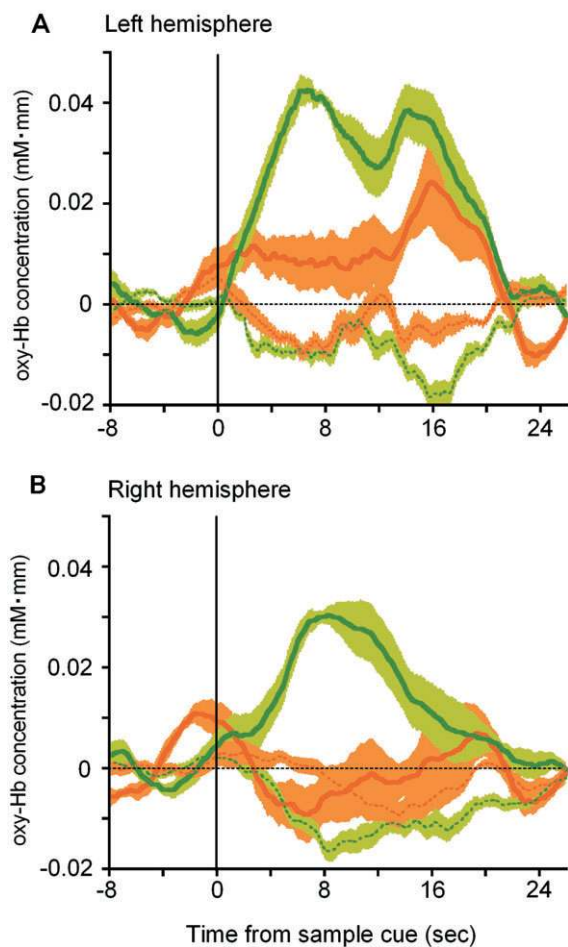 A Left hemisphere
oxy-Hb concentration (mM·mm)
0.04
0.02
0
-0.02
-8 0 8 16 24
B Right hemisphere
oxy-Hb concentration (mM·mm)
0.04
0.02
0
-0.02
-8 0 8 16 24
Time from sample cue (sec)